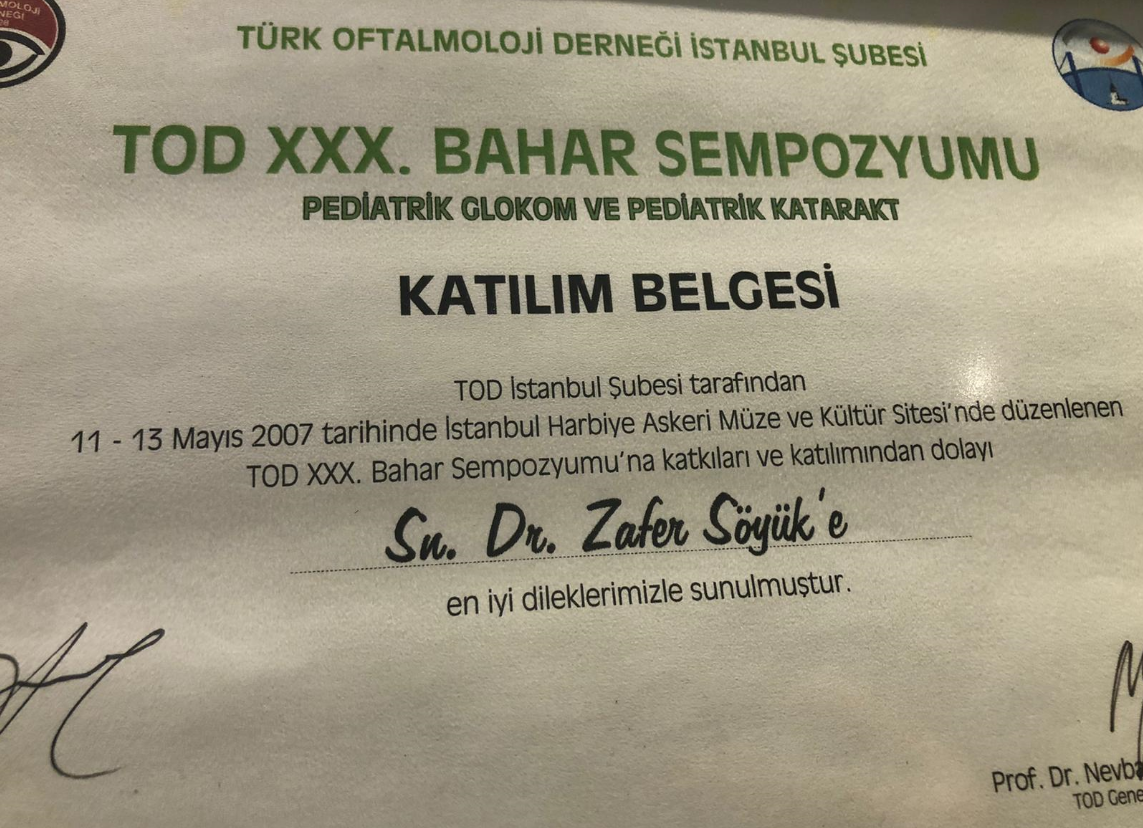 TÜRK OFTALMOLOJİ DERNEĞİ İSTANBUL ŞUBESİ
TOD XXX. BAHAR SEMPOZYUMU
PEDİATRİK GLOKOM VE PEDİATRİK KATARAKT
KATILIM BELGESİ
TOD İstanbul Şubesi tarafından
11 - 13 Mayıs 2007 tarihinde İstanbul Harbiye Askeri Müze ve Kültür Sitesi'nde düzenlenen
TOD XXX. Bahar Sempozyumu'na katkıları ve katılımından dolayı
Sn. Dr. Zafer Söyük'e
en iyi dileklerimizle sunulmuştur.
Prof. Dr.
TOD